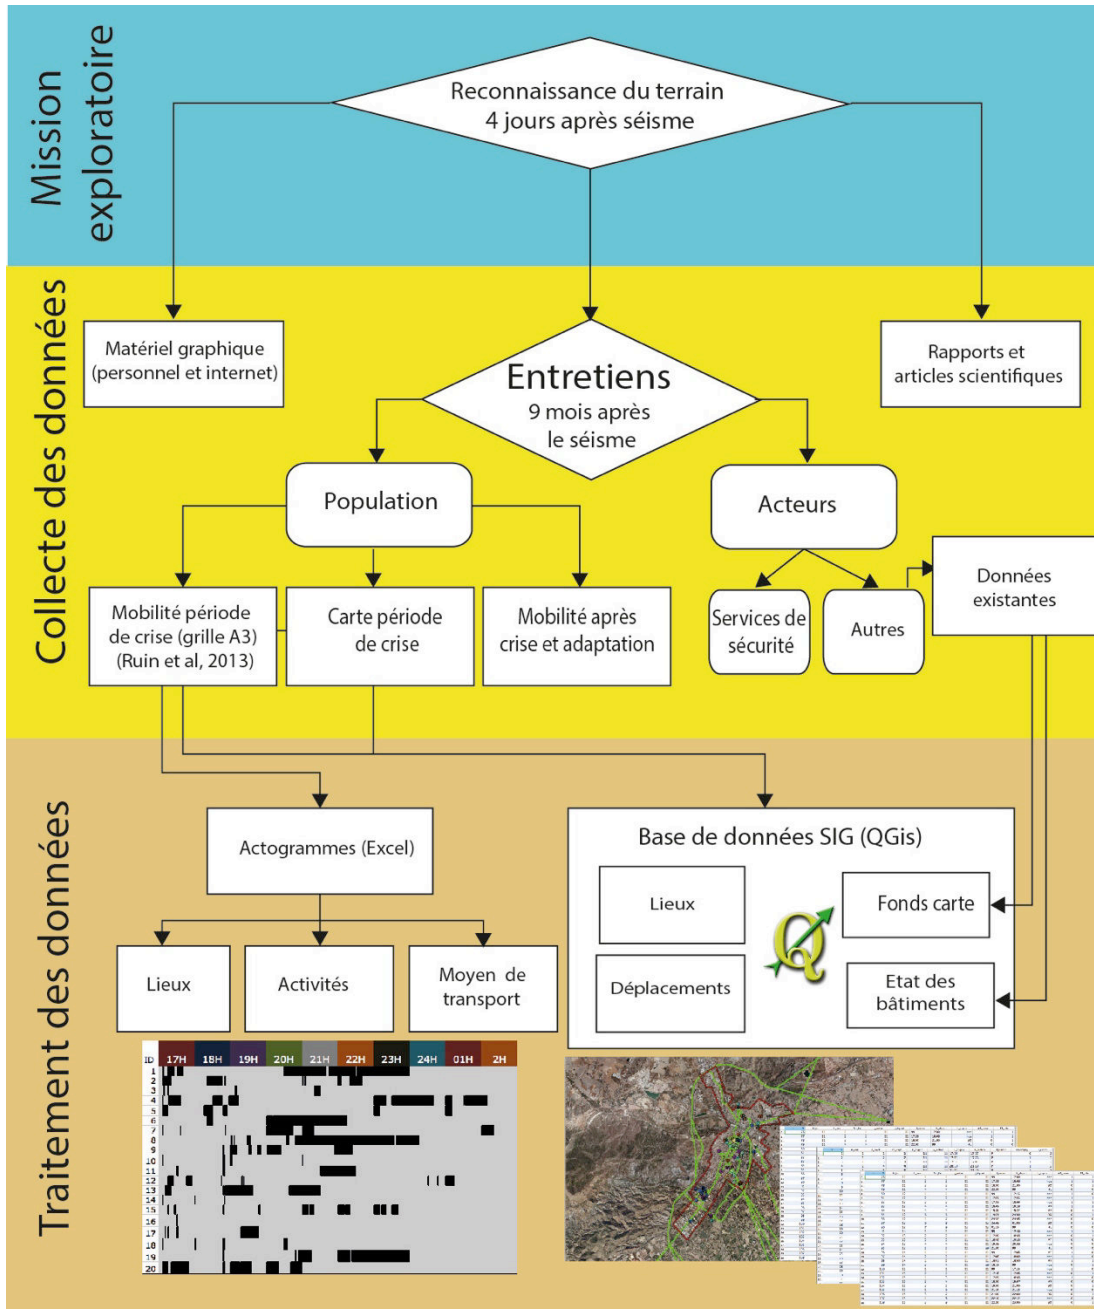 Mission
exploratoire
Reconnaissance du terrain
4 jours après séisme
Collecte des données
Matériel graphique
(personnel et internet)
Entretiens
9 mois après
le séisme
Rapports et
articles scientifiques
Population
Acteurs
Mobilité période
de crise (grille A3)
(Ruin et al, 2013)
Carte période
de crise
Mobilité après
crise et adaptation
Services de
sécurité
Autres
Données
existantes
Traitement des données
Actogrammes (Excel)
Lieux
Activités
Moyen de
transport
Base de données SIG (QGis)
Lieux
Fonds carte
Déplacements
Etat des
bâtiments
ID 17H 18H 19H 20H 21H 22H 23H 24H 01H 2H
1
2
3
4
5
6
7
8
9
10
11
12
13
14
15
16
17
18
19
20